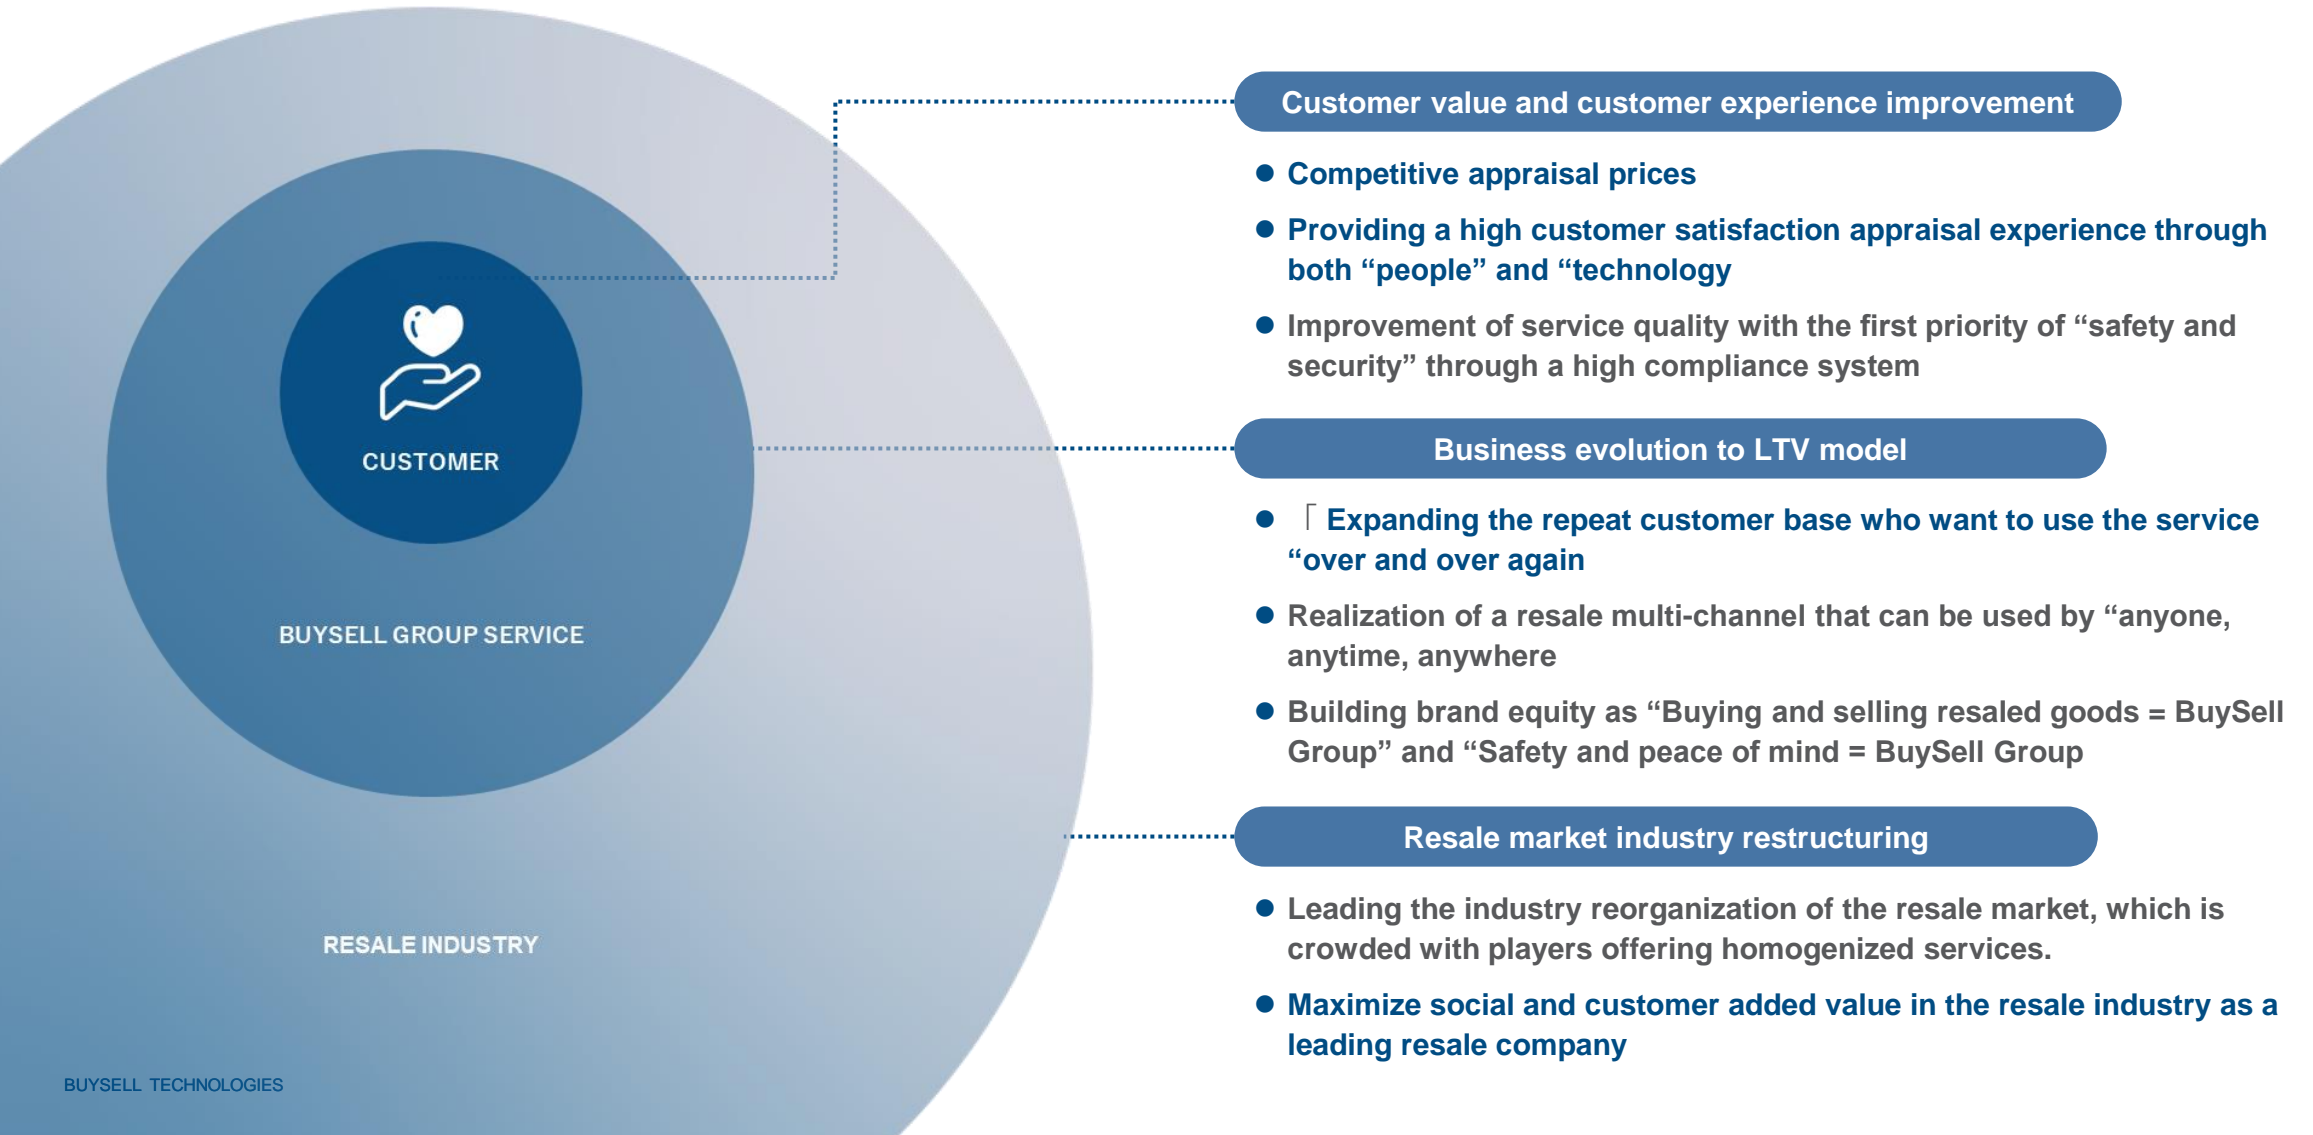 Customer value and customer experience improvement
● Competitive appraisal prices
● Providing a high customer satisfaction appraisal experience through
both “people” and “technology
● Improvement of service quality with the first priority of “safety and
security” through a high compliance system
CUSTOMER
Business evolution to LTV model
● 「 Expanding the repeat customer base who want to use the service
“over and over again
● Realization of a resale multi-channel that can be used by “anyone,
anytime, anywhere
● Building brand equity as “Buying and selling resaled goods = BuySell
Group” and “Safety and peace of mind = BuySell Group
BUYSELL GROUP SERVICE
Resale market industry restructuring
● Leading the industry reorganization of the resale market, which is
crowded with players offering homogenized services.
● Maximize social and customer added value in the resale industry as a
leading resale company
RESALE INDUSTRY
BUYSELL TECHNOLOGIES